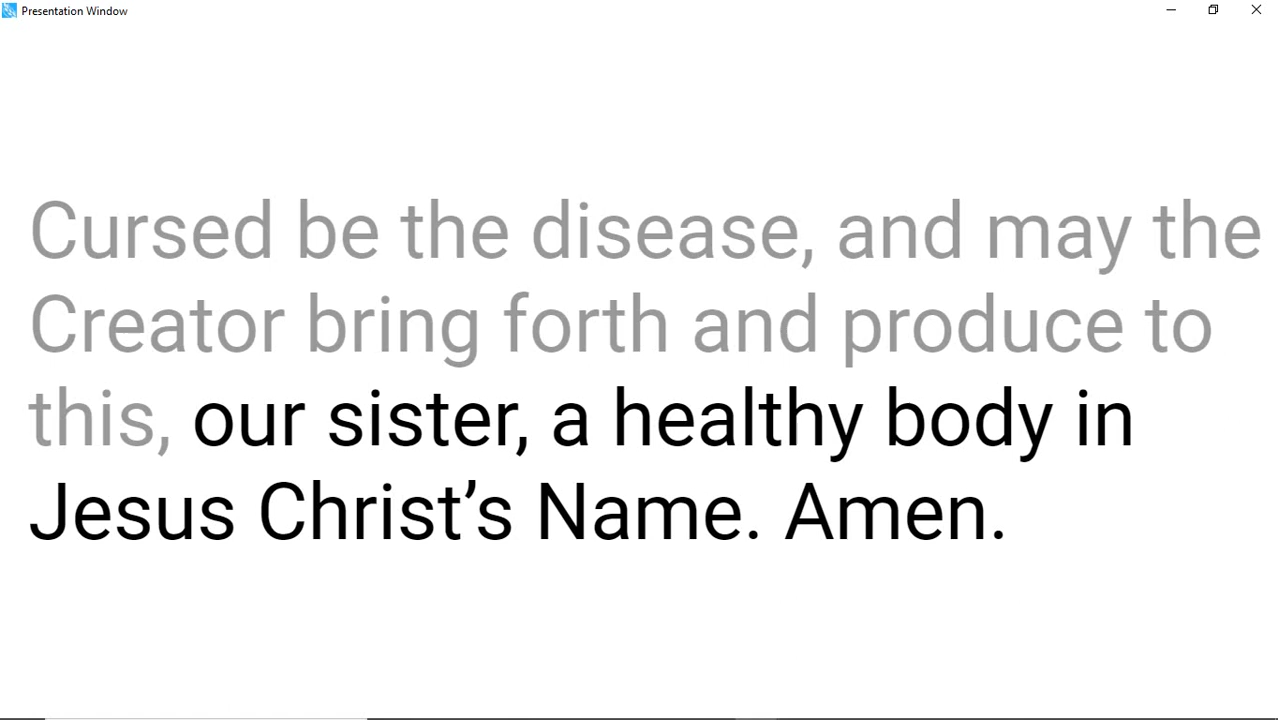 Presentation Window
Cursed be the disease, and may the
Creator bring forth and produce to
this, our sister, a healthy body in
Jesus Christ’s Name. Amen.